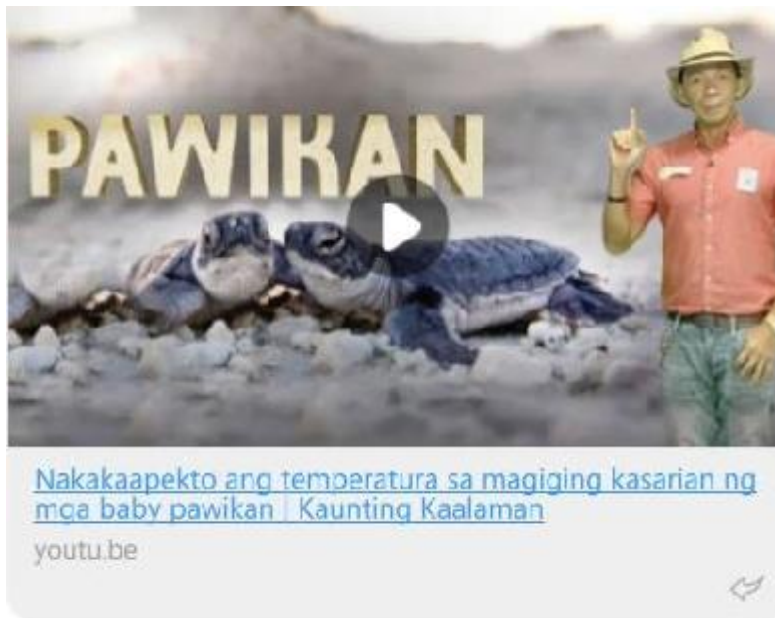 PAWIKAN
Nakakaapekto ang temperatura sa magiging kasarian ng
mga baby pawikan | Kaunting Kaalaman
youtu.be